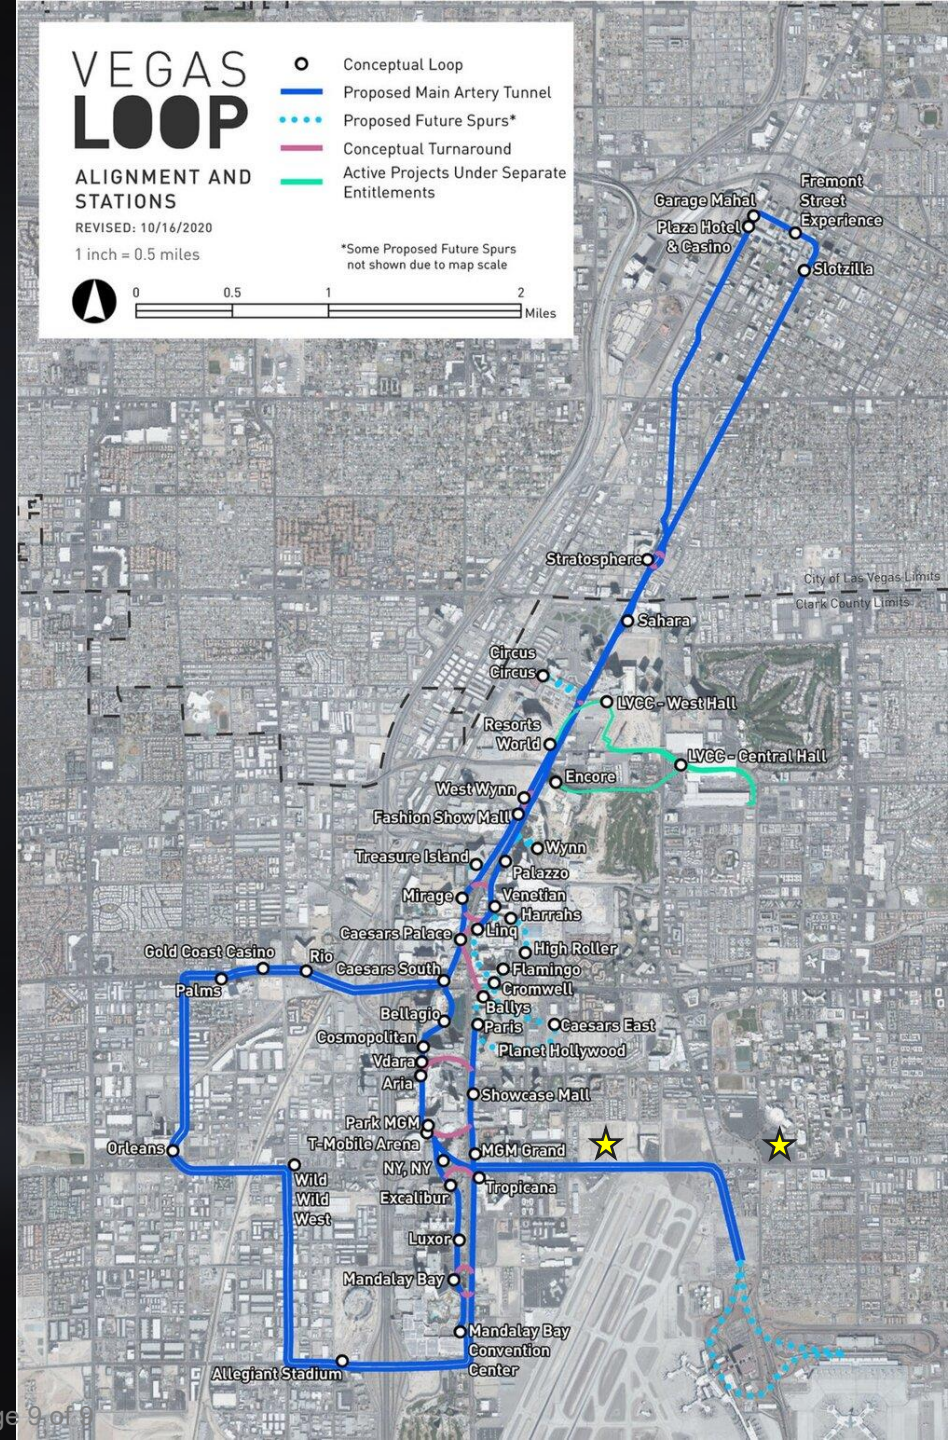 VEGAS
LOOP
ALIGNMENT AND
STATIONS
REVISED: 10/16/2020
1 inch = 0.5 miles
Conceptual Loop
Proposed Main Artery Tunnel
Proposed Future Spurs*
Conceptual Turnaround
Active Projects Under Separate
Entitlements
*Some Proposed Future Spurs
not shown due to map scale
0 0.5 1 2
Miles
Fremont
Street
Experience
Garage Mahal
Plaza Hotel
& Casino
Slotzilla
Stratosphere
City of Las Vegas Limits
Clark County Limits
Sahara
Circus
Circus
LVCC - West Hall
Resorts
World
LVCC - Central Hall
Encore
West Wynn
Fashion Show Mall
Wynn
Treasure Island
Palazzo
Mirage
Venetian
Harrahs
Caesars Palace
Linq
Gold Coast Casino
Rio
High Roller
Caesars South
Flamingo
Palms
Cromwell
Ballys
Bellagio
Paris
Caesars East
Cosmopolitan
Planet Hollywood
Vdara
Aria
Showcase Mall
Park MGM
T-Mobile Arena
Orleans
MGM Grand
NY, NY
Wild
Wild
West
Tropicana
Excalibur
Luxor
Mandalay Bay
Mandalay Bay
Convention
Center
Allegiant Stadium
ge 9 of 9